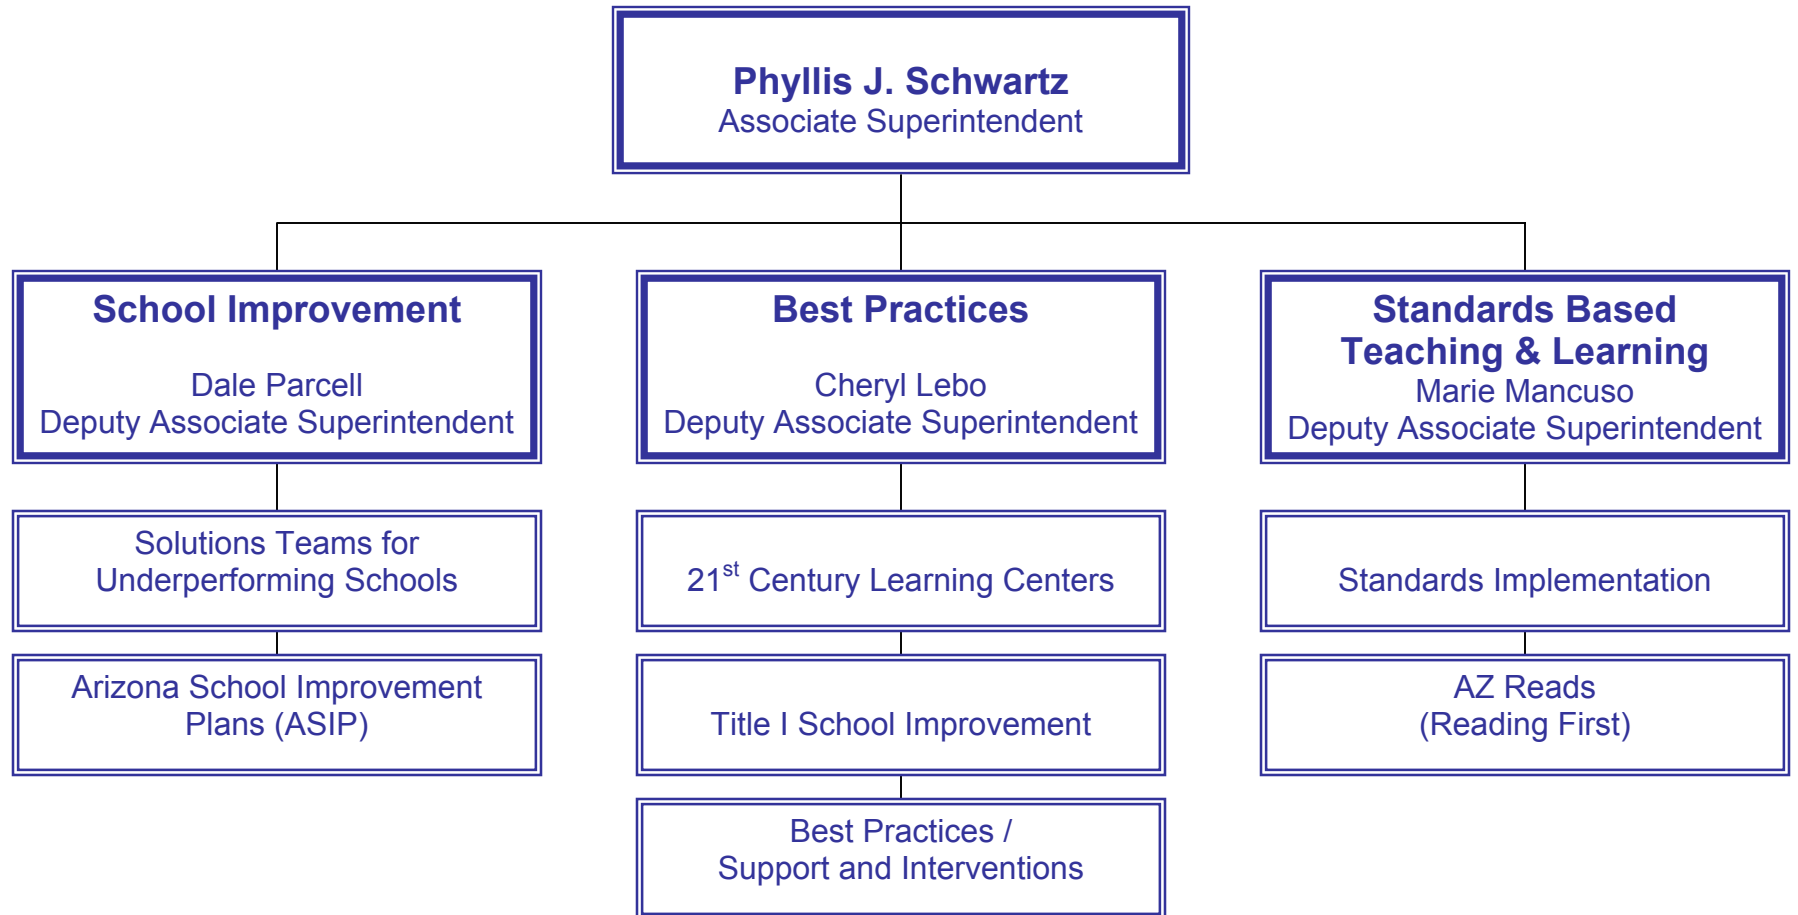 Phyllis J. Schwartz
Associate Superintendent
School Improvement
Dale Parcell
Deputy Associate Superintendent
Best Practices
Cheryl Lebo
Deputy Associate Superintendent
Standards Based
Teaching & Learning
Marie Mancuso
Deputy Associate Superintendent
Solutions Teams for
Underperforming Schools
21st Century Learning Centers
Standards Implementation
Arizona School Improvement
Plans (ASIP)
Title I School Improvement
AZ Reads
(Reading First)
Best Practices /
Support and Interventions